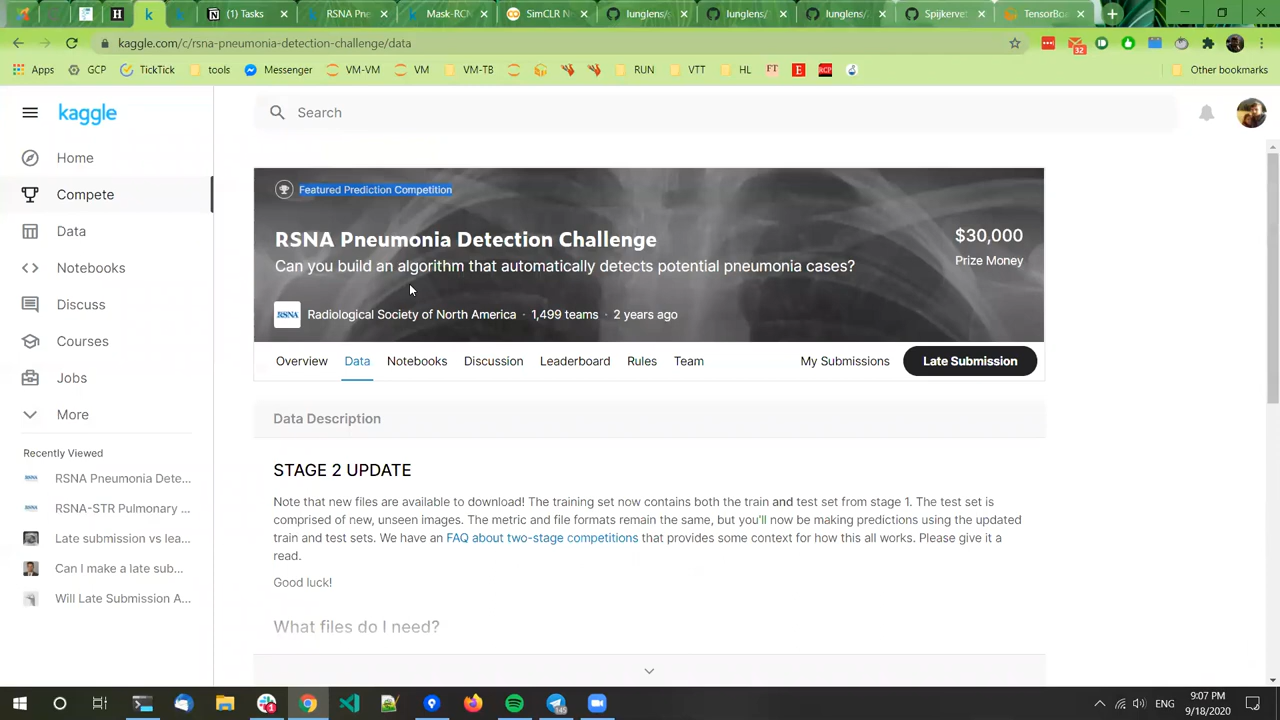 (1) Tasks
RSNA Pne
Mask-RCN
SimCLR N
lunglens/
lunglens/
lunglens/
Spijkervet
TensorBoa
kaggle.com/c/rsna-pneumonia-detection-challenge/data
32
Apps
GCP
TickTick
tools
Messenger
VM-VM
VM
VM-TB
RUN
VTT
HL
FT
E
RCP
Other bookmarks
kaggle
Search
Home
Compete
Data
Notebooks
Discuss
Courses
Jobs
More
Recently Viewed
RSNA Pneumonia Dete...
RSNA-STR Pulmonary ...
Late submission vs lea...
Can I make a late sub...
Will Late Submission A...
Featured Prediction Competition
RSNA Pneumonia Detection Challenge
Can you build an algorithm that automatically detects potential pneumonia cases?
$30,000
Prize Money
RSNA
Radiological Society of North America · 1,499 teams · 2 years ago
Overview
Data
Notebooks
Discussion
Leaderboard
Rules
Team
My Submissions
Late Submission
Data Description
STAGE 2 UPDATE
Note that new files are available to download! The training set now contains both the train and test set from stage 1. The test set is
comprised of new, unseen images. The metric and file formats remain the same, but you'll now be making predictions using the updated
train and test sets. We have an FAQ about two-stage competitions that provides some context for how this all works. Please give it a
read.
Good luck!
What files do I need?
ENG
9:07 PM
9/18/2020